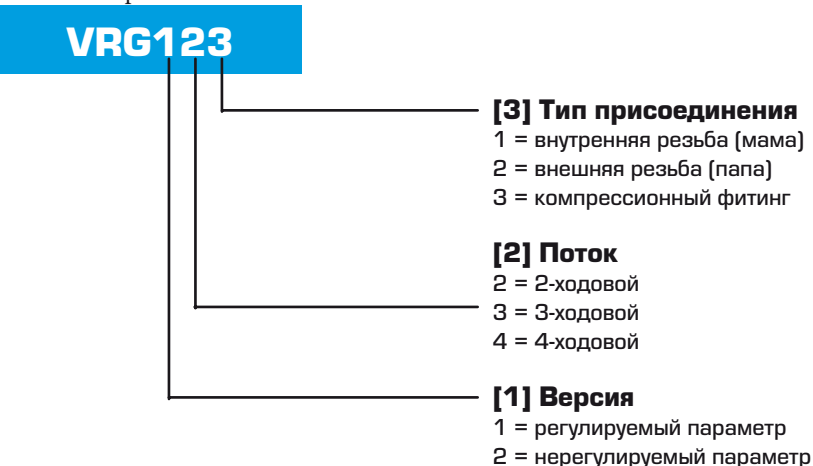 VRG123
[3] Тип присоединения
1 = внутренняя резьба (мама)
2 = внешняя резьба (папа)
3 = компрессионный фитинг
[2] Поток
2 = 2-ходовой
3 = 3-ходовой
4 = 4-ходовой
[1] Версия
1 = регулируемый параметр
2 = нерегулируемый параметр